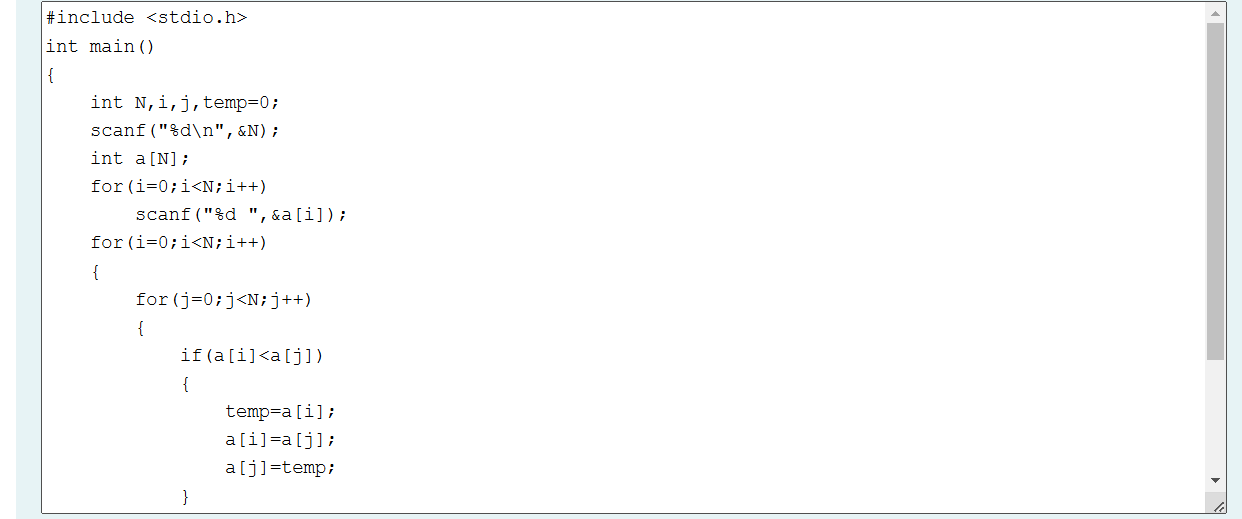 #include <stdio.h>
int main()
{
    int N,i,j,temp=0;
    scanf("%d\n",&N);
    int a[N];
    for(i=0;i<N;i++)
        scanf("%d ",&a[i]);
    for(i=0;i<N;i++)
    {
        for(j=0;j<N;j++)
        {
            if(a[i]<a[j])
            {
                temp=a[i];
                a[i]=a[j];
                a[j]=temp;
            }